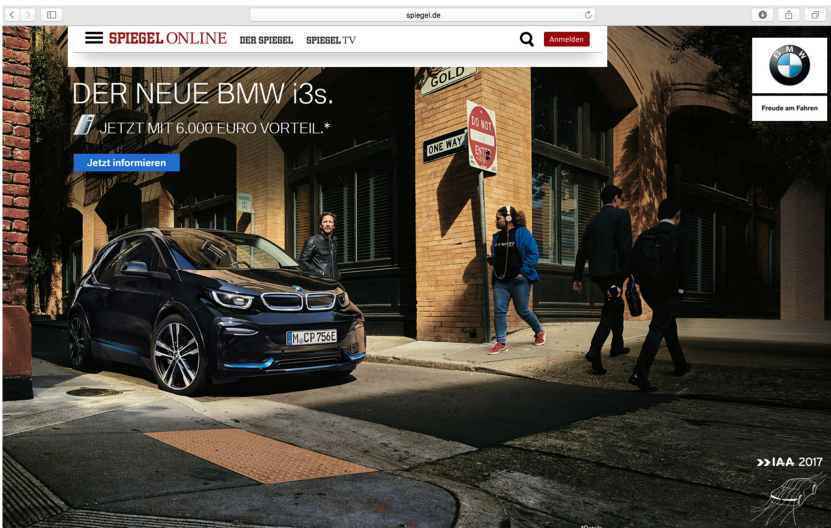 spiegel.de
SPIEGEL ONLINE DER SPIEGEL SPIEGEL TV
Anmelden
BMW
Freude am Fahren
DER NEUE BMW i3s.
JETZT MIT 6.000 EURO VORTEIL.*
Jetzt informieren
GOLD
DO NOT
ENTER
ONE WAY
M CP 756E
>>IAA 2017